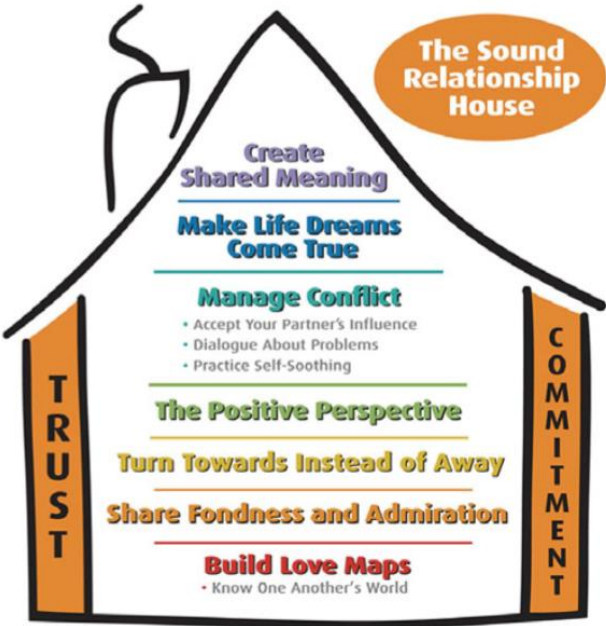 The Sound
Relationship
House
Create
Shared Meaning
Make Life Dreams
Come True
Manage Conflict
• Accept Your Partner's Influence
• Dialogue About Problems
• Practice Self-Soothing
The Positive Perspective
Turn Towards Instead of Away
Share Fondness and Admiration
Build Love Maps
• Know One Another's World
TRUST
COMMITMENT